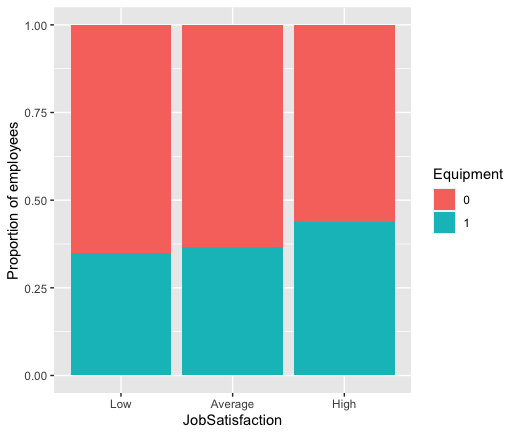 1.00
0.75
0.50
0.25
0.00
Proportion of employees
Low Average High
JobSatisfaction
Equipment
0
1